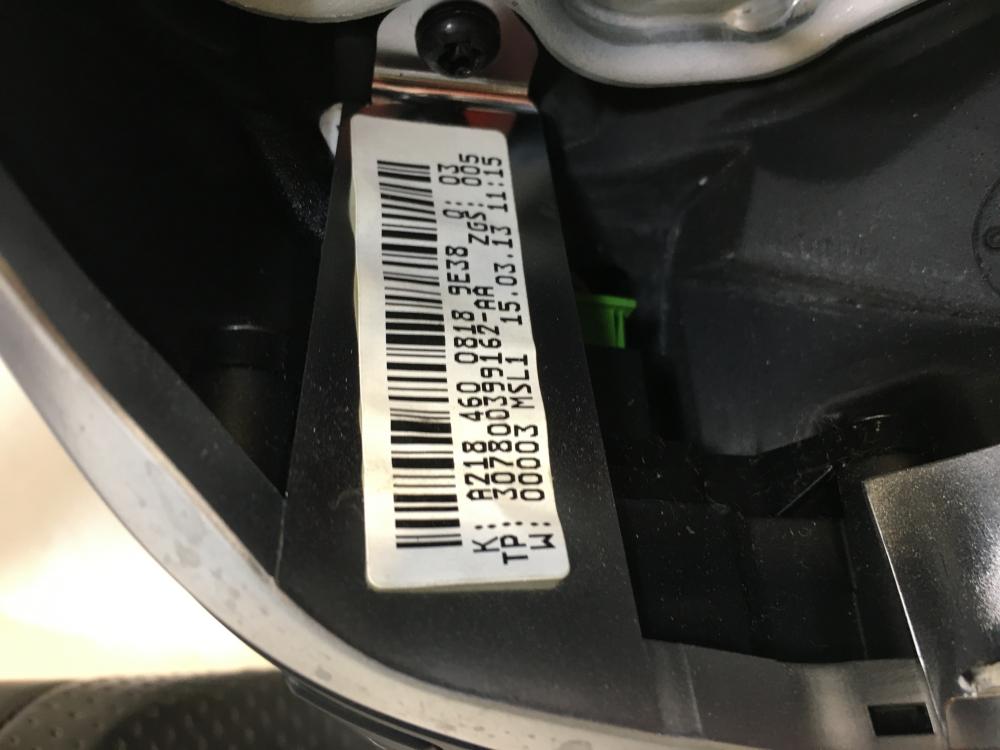 K: A218 460 0818 9E38 Q: 03
TP: 307800399162-AA ZGS: 005
W: 00003 MSL1 15.03.13 11:15